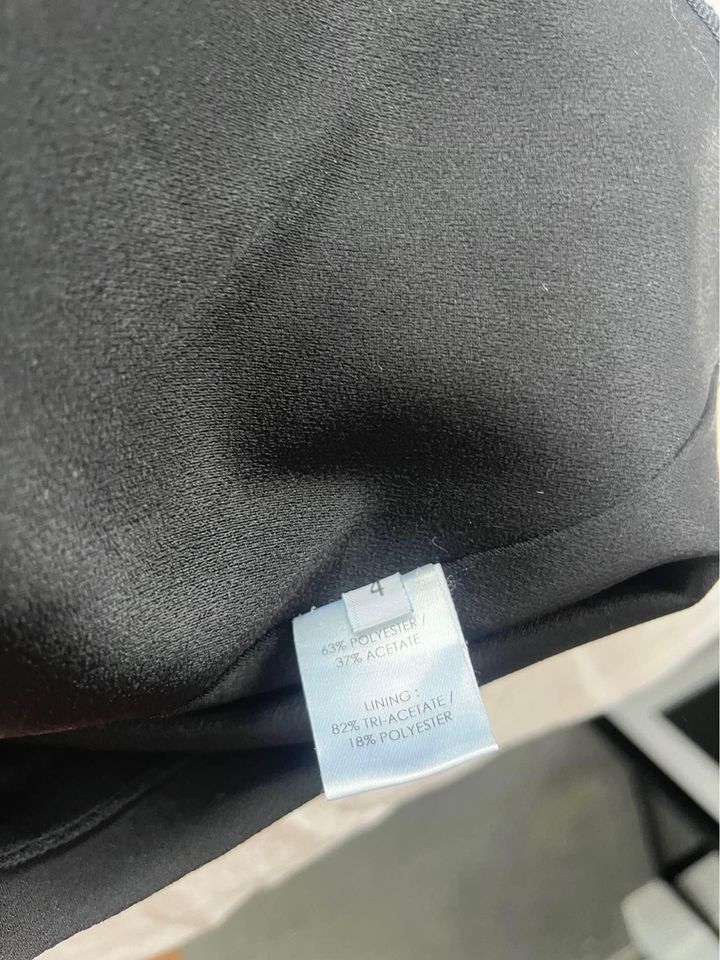 4
63% POLYESTER /
37% ACETATE
LINING :
82% TRI-ACETATE /
18% POLYESTER